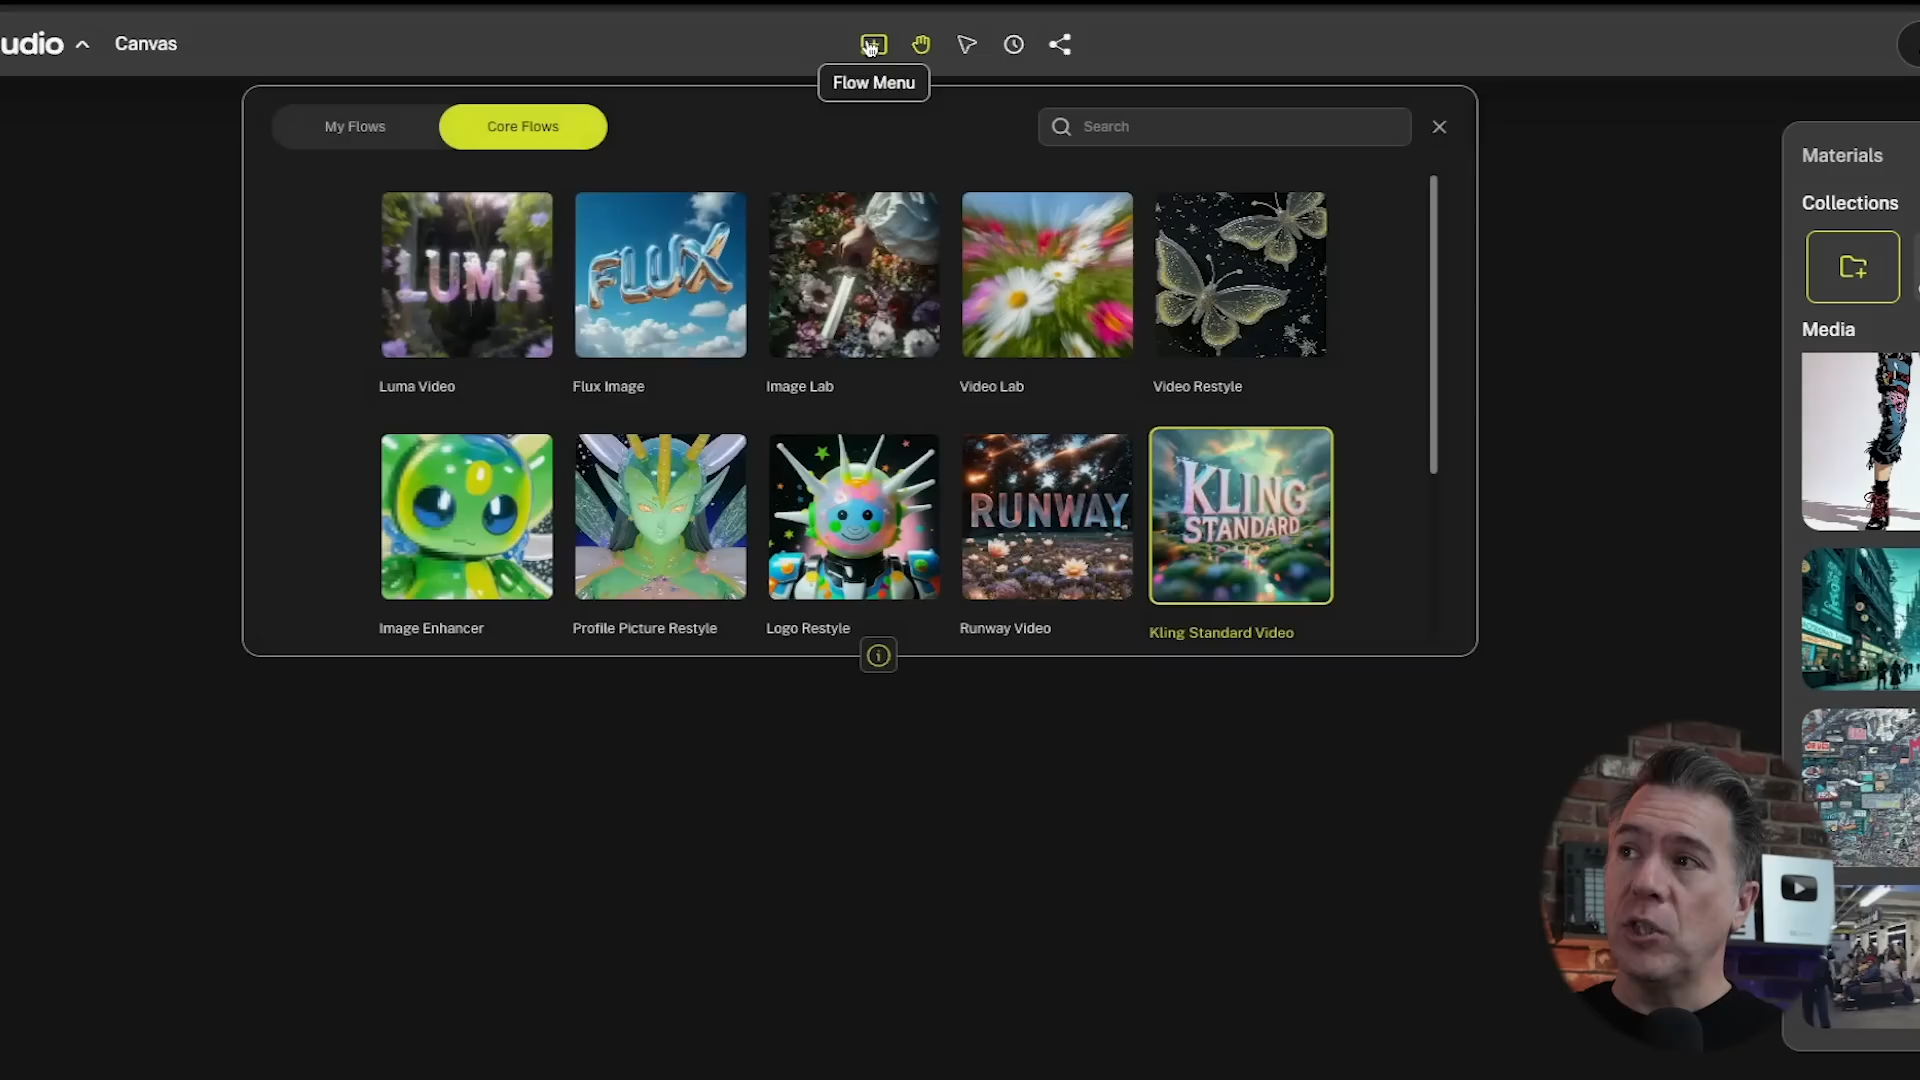 udio
Canvas
Flow Menu
My Flows
Core Flows
Search
LUMA
FLUX
Luma Video
Flux Image
Image Lab
Video Lab
Video Restyle
RUNWAY
KLING
STANDARD
Image Enhancer
Profile Picture Restyle
Logo Restyle
Runway Video
Kling Standard Video
Materials
Collections
Media